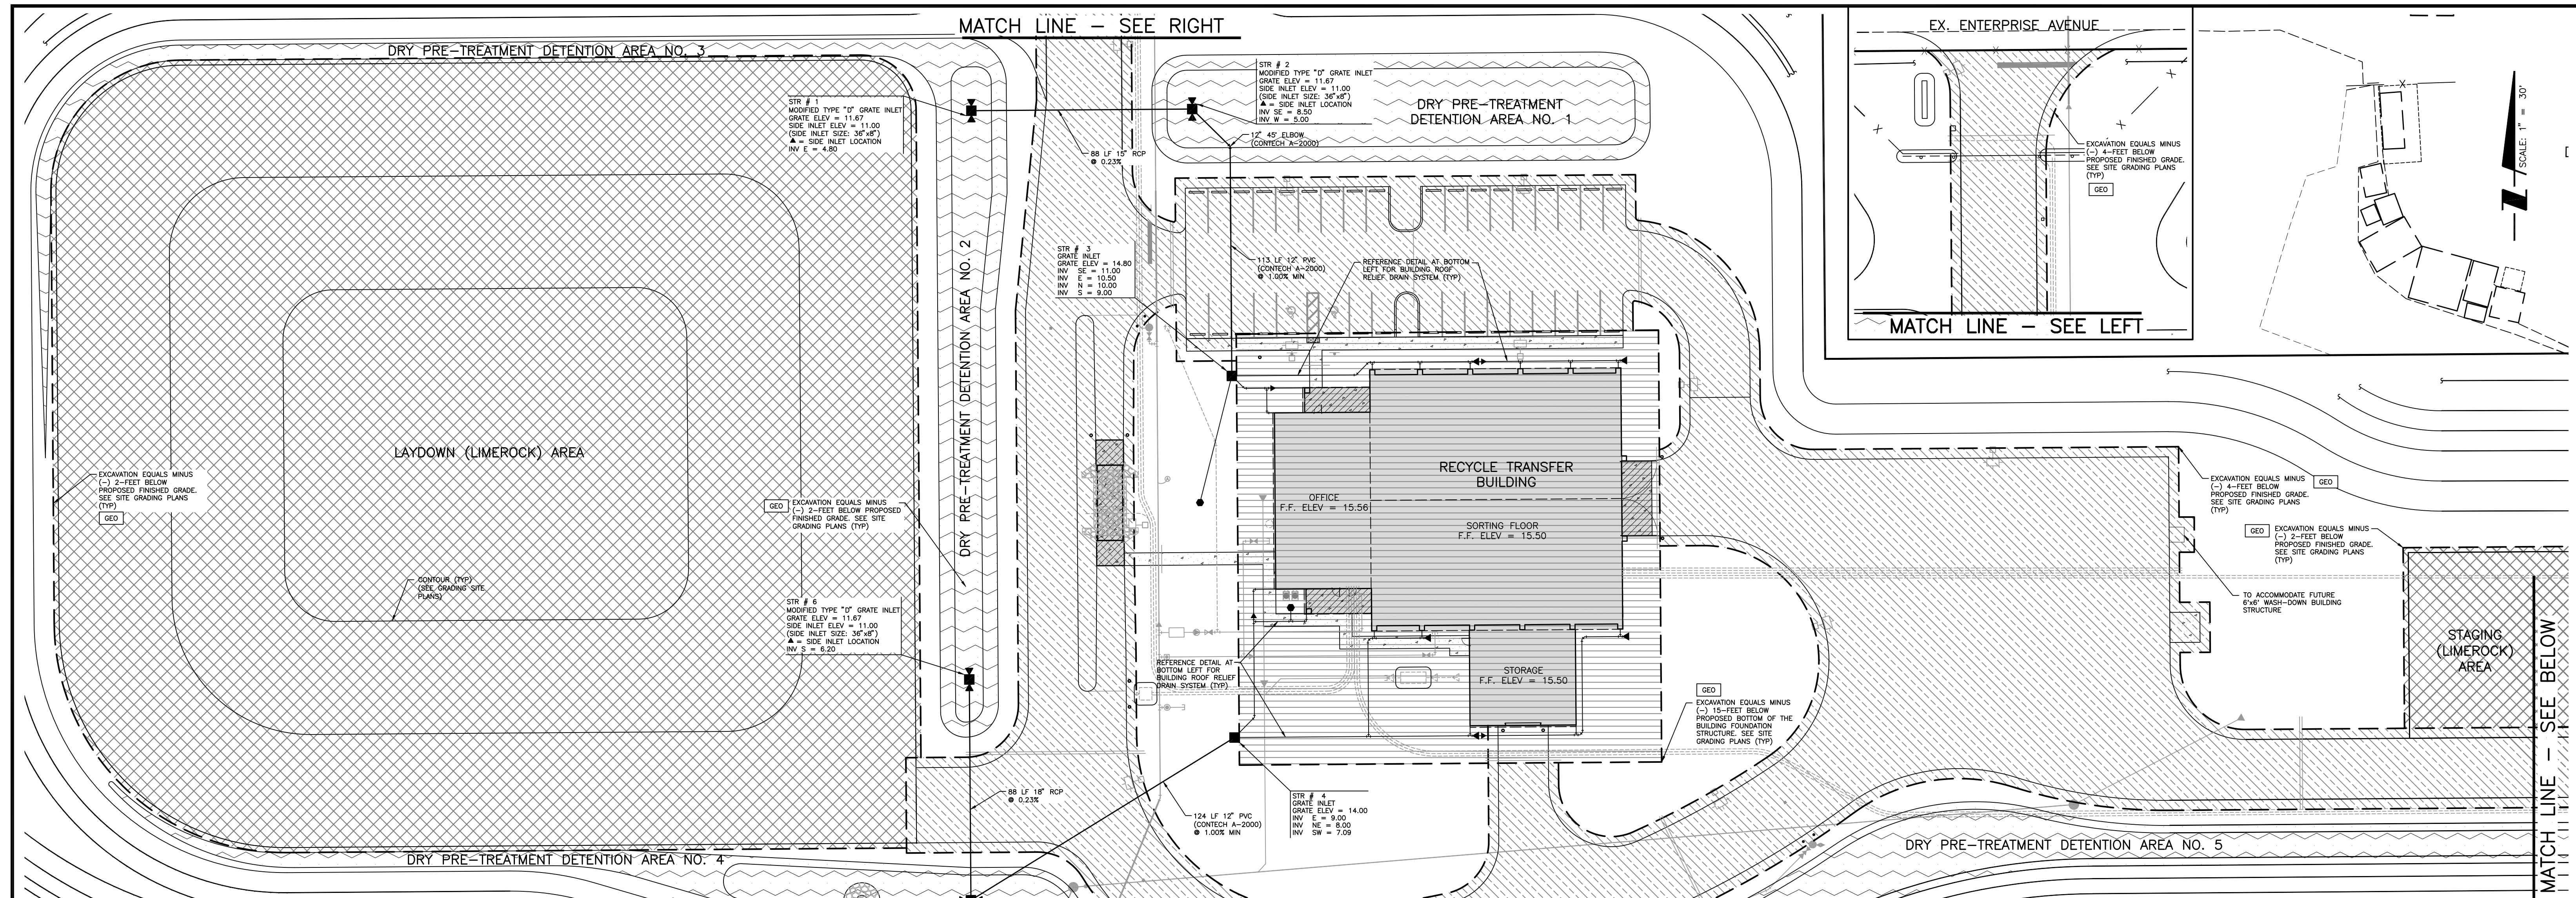 MATCH LINE - SEE RIGHT
DRY PRE-TREATMENT DETENTION AREA NO. 3
STR # 1
MODIFIED TYPE "D" GRATE INLET
GRATE ELEV = 11.67
SIDE INLET ELEV = 11.00
(SIDE INLET SIZE: 36"x8")
▲ = SIDE INLET LOCATION
INV E = 4.80
STR # 2
MODIFIED TYPE "D" GRATE INLET
GRATE ELEV = 11.67
SIDE INLET ELEV = 11.00
(SIDE INLET SIZE: 36"x8")
▲ = SIDE INLET LOCATION
INV SE = 8.50
INV W = 5.00
DRY PRE-TREATMENT
DETENTION AREA NO. 1
12" 45° ELBOW
(CONTECH A-2000)
88 LF 15" RCP
@ 0.23%
EX. ENTERPRISE AVENUE
EXCAVATION EQUALS MINUS
(-) 4-FEET BELOW
PROPOSED FINISHED GRADE.
SEE SITE GRADING PLANS
(TYP)
GEO
MATCH LINE - SEE LEFT
SCALE: 1" = 30'
N
STR # 3
GRATE INLET
GRATE ELEV = 14.80
INV SE = 11.00
INV E = 10.50
INV N = 10.00
INV S = 9.00
113 LF 12" PVC
(CONTECH A-2000)
@ 1.00% MIN
REFERENCE DETAIL AT BOTTOM
LEFT FOR BUILDING ROOF
RELIEF DRAIN SYSTEM (TYP)
DRY PRE-TREATMENT DETENTION AREA NO. 2
LAYDOWN (LIMEROCK) AREA
EXCAVATION EQUALS MINUS
(-) 2-FEET BELOW
PROPOSED FINISHED GRADE.
SEE SITE GRADING PLANS
(TYP)
GEO
GEO
EXCAVATION EQUALS MINUS
(-) 2-FEET BELOW PROPOSED
FINISHED GRADE. SEE SITE
GRADING PLANS (TYP)
CONTOUR (TYP)
(SEE GRADING SITE
PLANS)
RECYCLE TRANSFER
BUILDING
OFFICE
F.F. ELEV = 15.56
SORTING FLOOR
F.F. ELEV = 15.50
EXCAVATION EQUALS MINUS
(-) 4-FEET BELOW
PROPOSED FINISHED GRADE.
SEE SITE GRADING PLANS
(TYP)
GEO
GEO
EXCAVATION EQUALS MINUS
(-) 2-FEET BELOW
PROPOSED FINISHED GRADE.
SEE SITE GRADING PLANS
(TYP)
TO ACCOMMODATE FUTURE
6'x6' WASH-DOWN BUILDING
STRUCTURE
STAGING
(LIMEROCK)
AREA
MATCH LINE - SEE BELOW
STR # 6
MODIFIED TYPE "D" GRATE INLET
GRATE ELEV = 11.67
SIDE INLET ELEV = 11.00
(SIDE INLET SIZE: 36"x8")
▲ = SIDE INLET LOCATION
INV S = 6.20
REFERENCE DETAIL AT
BOTTOM LEFT FOR
BUILDING ROOF RELIEF
DRAIN SYSTEM (TYP)
STORAGE
F.F. ELEV = 15.50
GEO
EXCAVATION EQUALS MINUS
(-) 15-FEET BELOW
PROPOSED BOTTOM OF THE
BUILDING FOUNDATION
STRUCTURE. SEE SITE
GRADING PLANS (TYP)
88 LF 18" RCP
@ 0.23%
124 LF 12" PVC
(CONTECH A-2000)
@ 1.00% MIN
STR # 4
GRATE INLET
GRATE ELEV = 14.00
INV E = 9.00
INV NE = 8.00
INV SW = 7.09
DRY PRE-TREATMENT DETENTION AREA NO. 4
DRY PRE-TREATMENT DETENTION AREA NO. 5